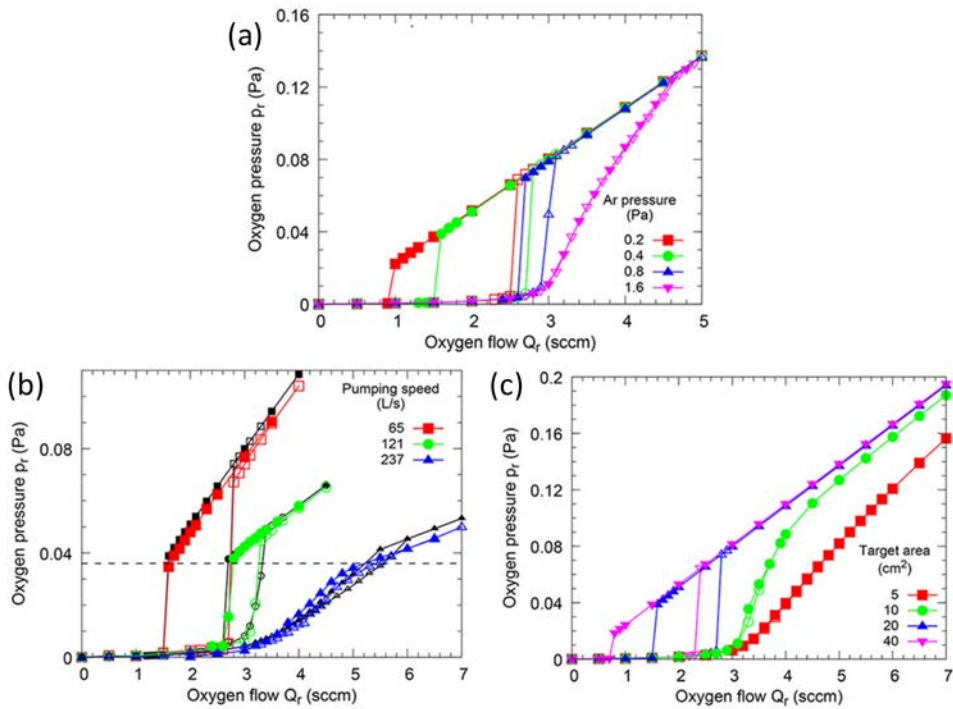 (a)
0.16
0.12
0.08
0.04
0
Oxygen pressure pr (Pa)
Ar pressure
(Pa)
0.2
0.4
0.8
1.6
0 1 2 3 4 5
Oxygen flow Qr (sccm)
(b)
0.08
0.04
0
Oxygen pressure pr (Pa)
Pumping speed
(L/s)
65
121
237
0 1 2 3 4 5 6 7
Oxygen flow Qr (sccm)
(c)
0.2
0.16
0.12
0.08
0.04
0
Oxygen pressure pr (Pa)
Target area
(cm²)
5
10
20
40
0 1 2 3 4 5 6 7
Oxygen flow Qr (sccm)